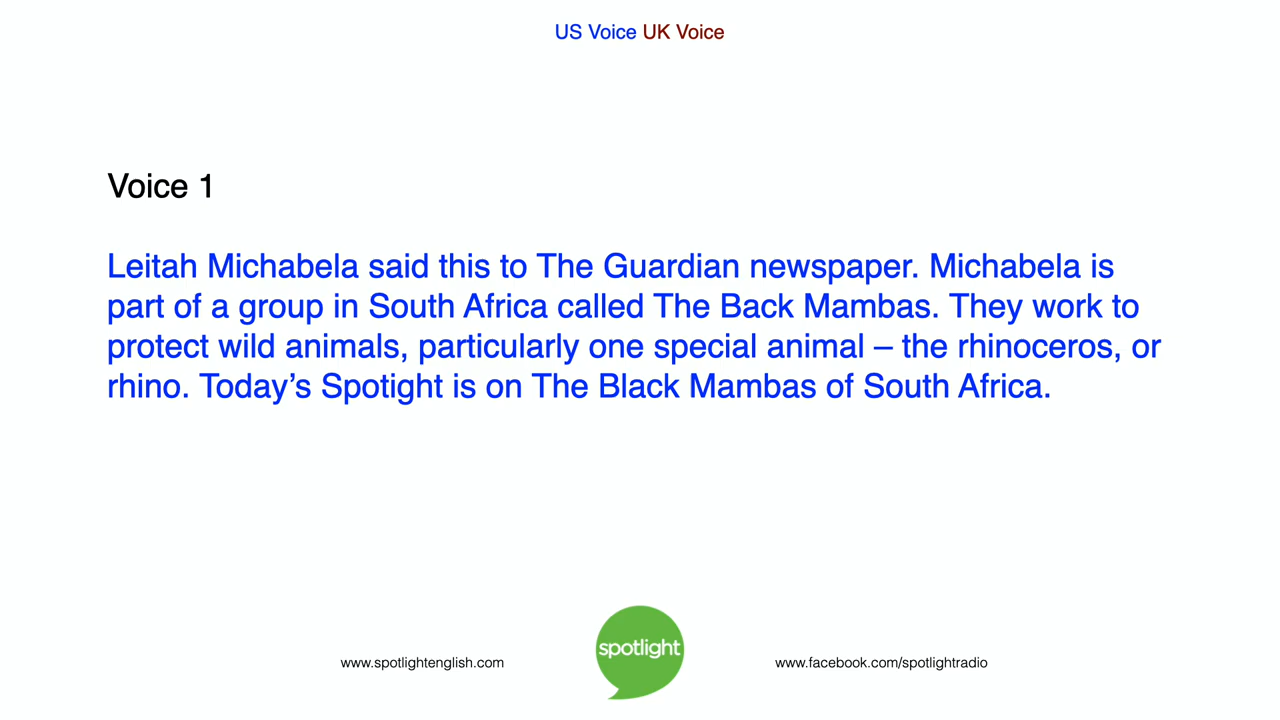 US Voice UK Voice
Voice 1
Leitah Michabela said this to The Guardian newspaper. Michabela is
part of a group in South Africa called The Back Mambas. They work to
protect wild animals, particularly one special animal – the rhinoceros, or
rhino. Today’s Spotight is on The Black Mambas of South Africa.
spotlight
www.spotlightenglish.com
www.facebook.com/spotlightradio